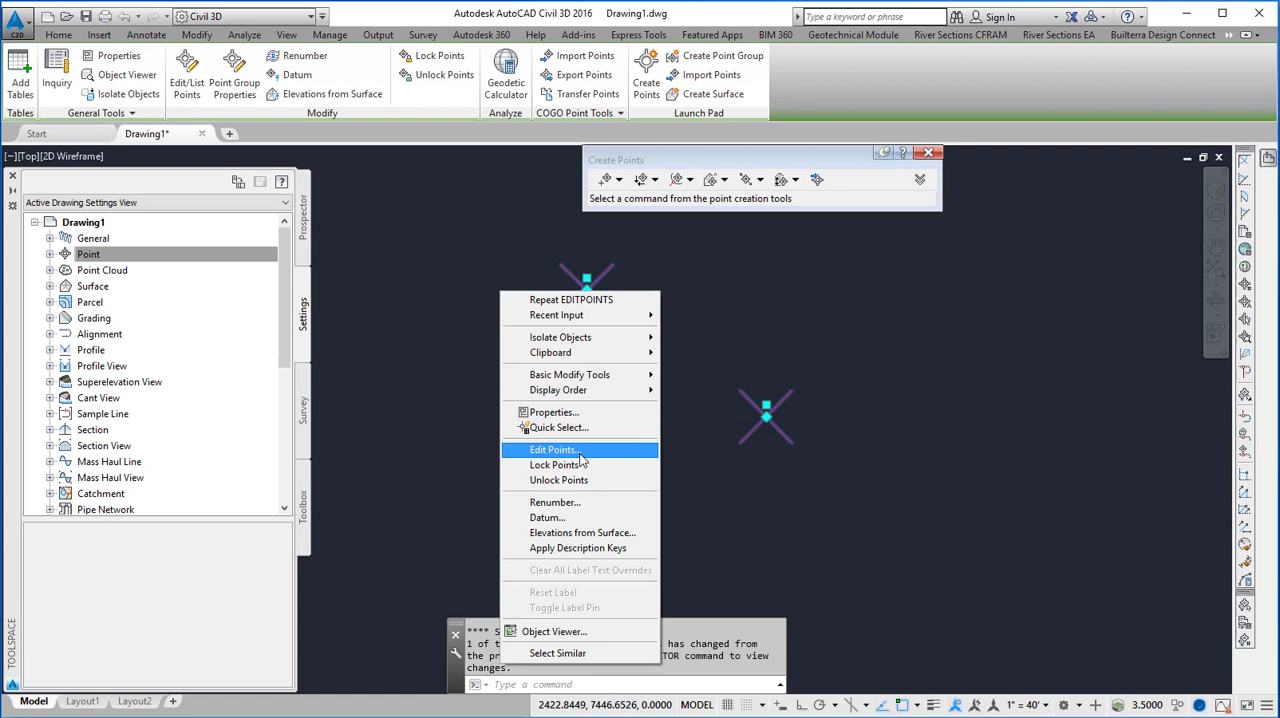 Civil 3D
Autodesk AutoCAD Civil 3D 2016 Drawing1.dwg
Type a keyword or phrase
Sign In
C3D
Home Insert Annotate Modify Analyze View Manage Output Survey Autodesk 360 Help Add-ins Express Tools Featured Apps BIM 360 Geotechnical Module River Sections CFRAM River Sections EA Builterra Design Connect
Add Tables
Inquiry
Properties
Object Viewer
Isolate Objects
Edit/List Points
Point Group Properties
Renumber
Datum
Elevations from Surface
Lock Points
Unlock Points
Geodetic Calculator
Import Points
Export Points
Transfer Points
Create Points
Create Point Group
Import Points
Create Surface
Tables General Tools Modify Analyze COGO Point Tools Launch Pad
Start Drawing1*
[−][Top][2D Wireframe]
Active Drawing Settings View
Drawing1
General
Point
Point Cloud
Surface
Parcel
Grading
Alignment
Profile
Profile View
Superelevation View
Cant View
Sample Line
Section
Section View
Mass Haul Line
Mass Haul View
Catchment
Pipe Network
Prospector
Settings
Survey
Toolbox
TOOLSPACE
Create Points
Select a command from the point creation tools
Repeat EDITPOINTS
Recent Input
Isolate Objects
Clipboard
Basic Modify Tools
Display Order
Properties...
Quick Select...
Edit Points...
Lock Points
Unlock Points
Renumber...
Datum...
Elevations from Surface...
Apply Description Keys
Clear All Label Text Overrides
Reset Label
Toggle Label Pin
Object Viewer...
Select Similar
**** S
1 of t s has changed from
the pr TOR command to view
changes.
Type a command
Model Layout1 Layout2
2422.8449, 7446.6526, 0.0000 MODEL
1" = 40'
3.5000